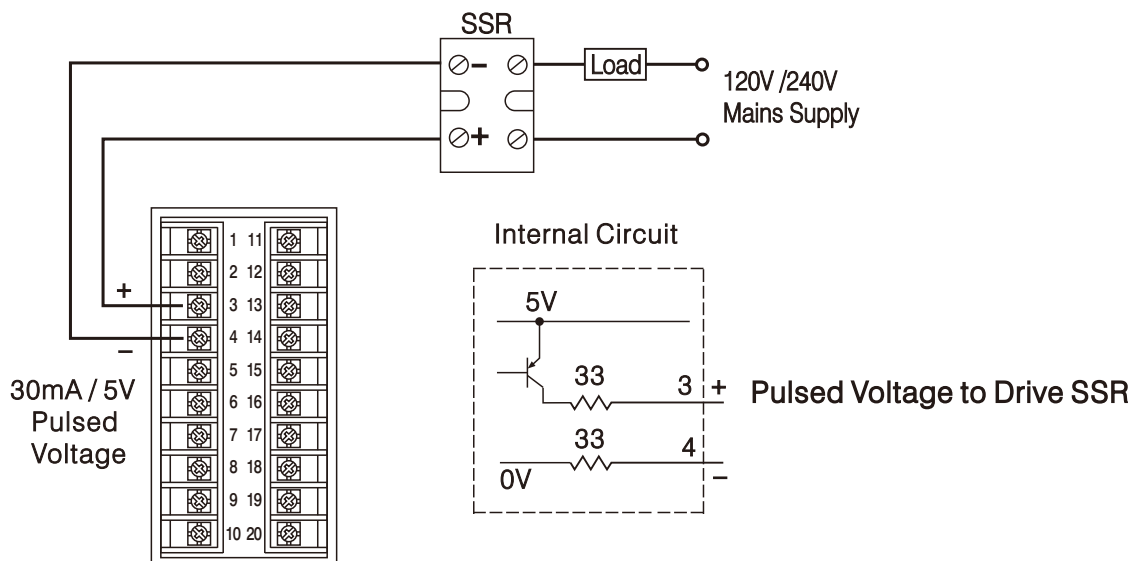 SSR
-
Load
120V /240V
Mains Supply
+
1 11
2 12
+
3 13
4 14
–
5 15
6 16
7 17
8 18
9 19
10 20
30mA / 5V
Pulsed
Voltage
Internal Circuit
5V
33
3 +
Pulsed Voltage to Drive SSR
33
4
0V
–